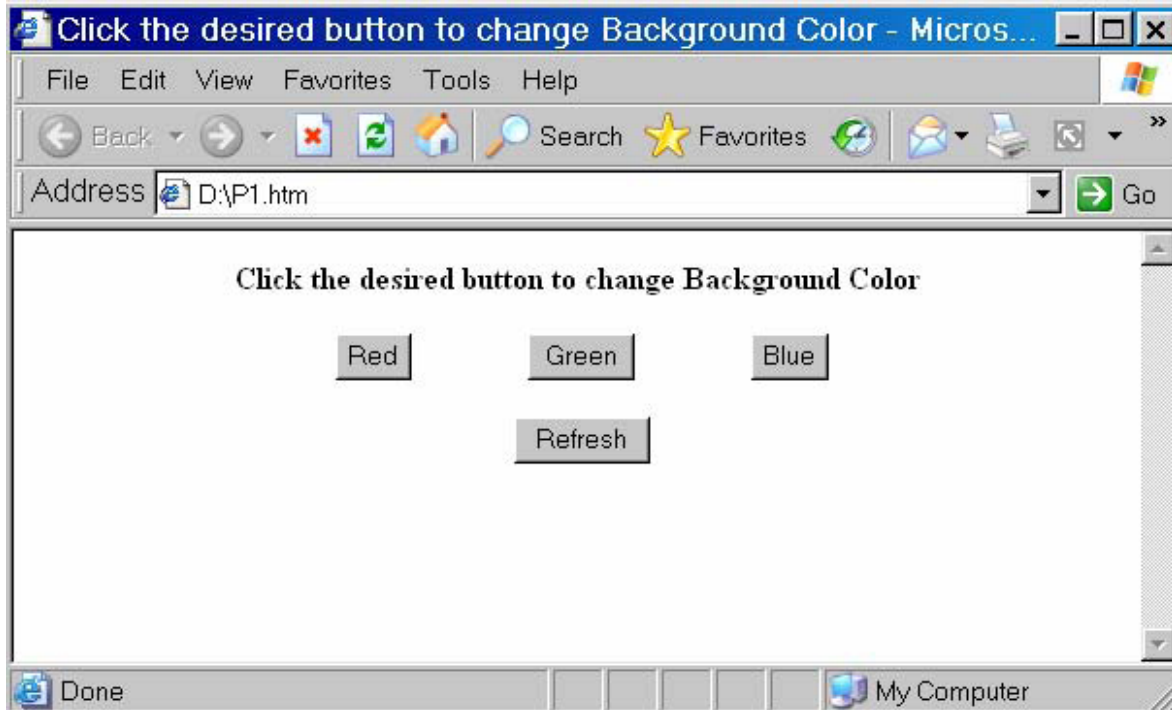 Click the desired button to change Background Color - Micros...
File Edit View Favorites Tools Help
Back Search Favorites »
Address D:\P1.htm Go
Click the desired button to change Background Color
Red Green Blue
Refresh
Done My Computer